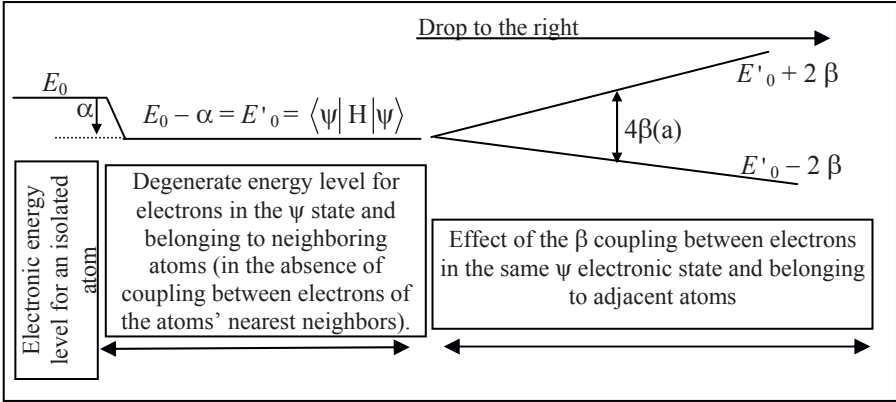 Drop to the right
E₀
α
E₀ – α = E'₀ = ⟨ψ| H |ψ⟩
E'₀ + 2 β
4β(a)
E'₀ – 2 β
Electronic energy
level for an isolated
atom
Degenerate energy level for
electrons in the ψ state and
belonging to neighboring
atoms (in the absence of
coupling between electrons of
the atoms’ nearest neighbors).
Effect of the β coupling between electrons
in the same ψ electronic state and belonging
to adjacent atoms